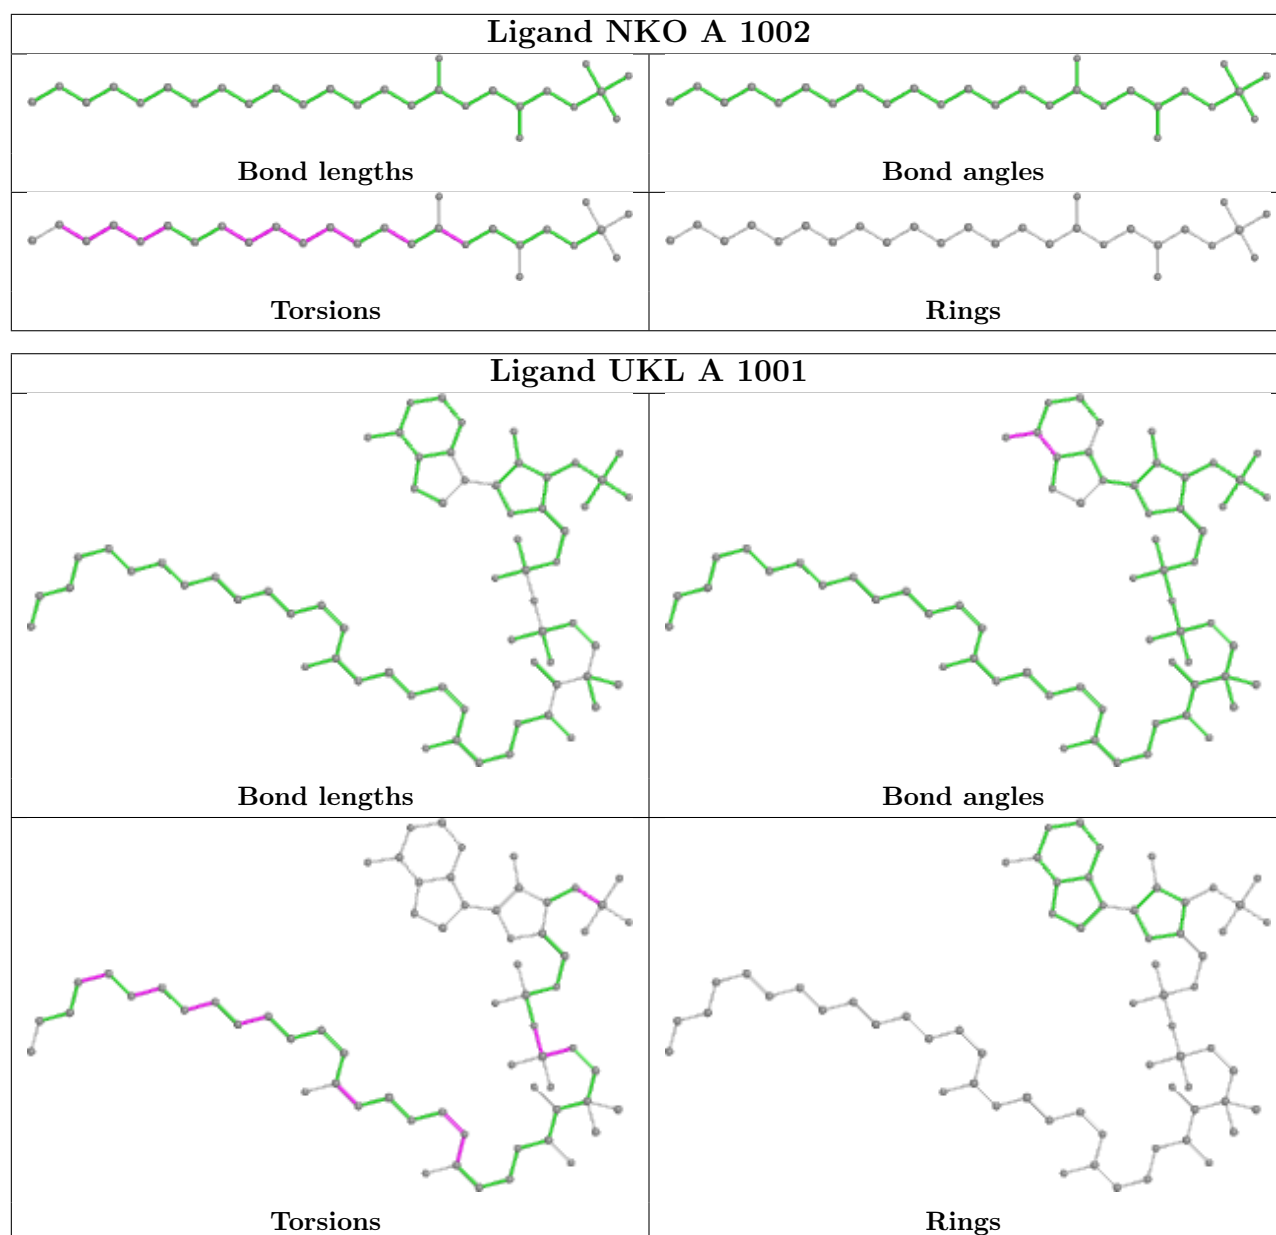 Ligand NKO A 1002
Bond lengths
Bond angles
Torsions
Rings
Ligand UKL A 1001
Bond lengths
Bond angles
Torsions
Rings